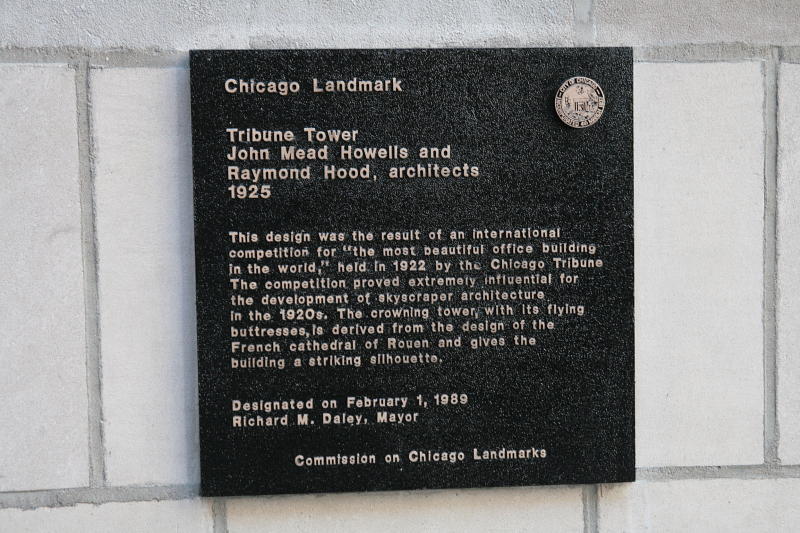 Chicago Landmark
CITY OF CHICAGO
Tribune Tower
John Mead Howells and
Raymond Hood, architects
1925
This design was the result of an international
competition for "the most beautiful office building
in the world," held in 1922 by the Chicago Tribune
The competition proved extremely influential for
the development of skyscraper architecture
in the 1920s. The crowning tower, with its flying
buttresses, is derived from the design of the
French cathedral of Rouen and gives the
building a striking silhouette.
Designated on February 1, 1989
Richard M. Daley, Mayor
Commission on Chicago Landmarks